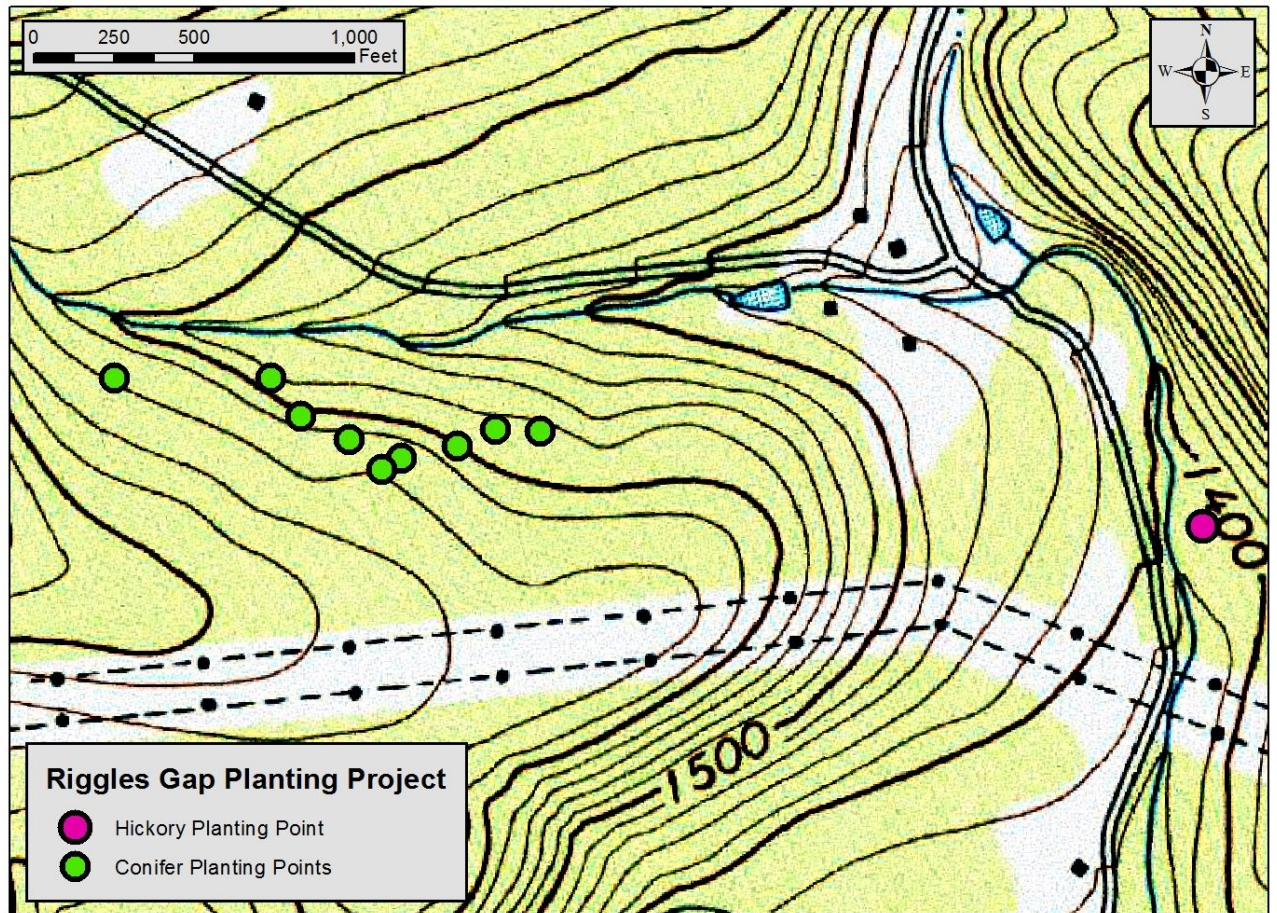 0 250 500 1,000
Feet
N
W E
S
1400
1500
Riggles Gap Planting Project
Hickory Planting Point
Conifer Planting Points